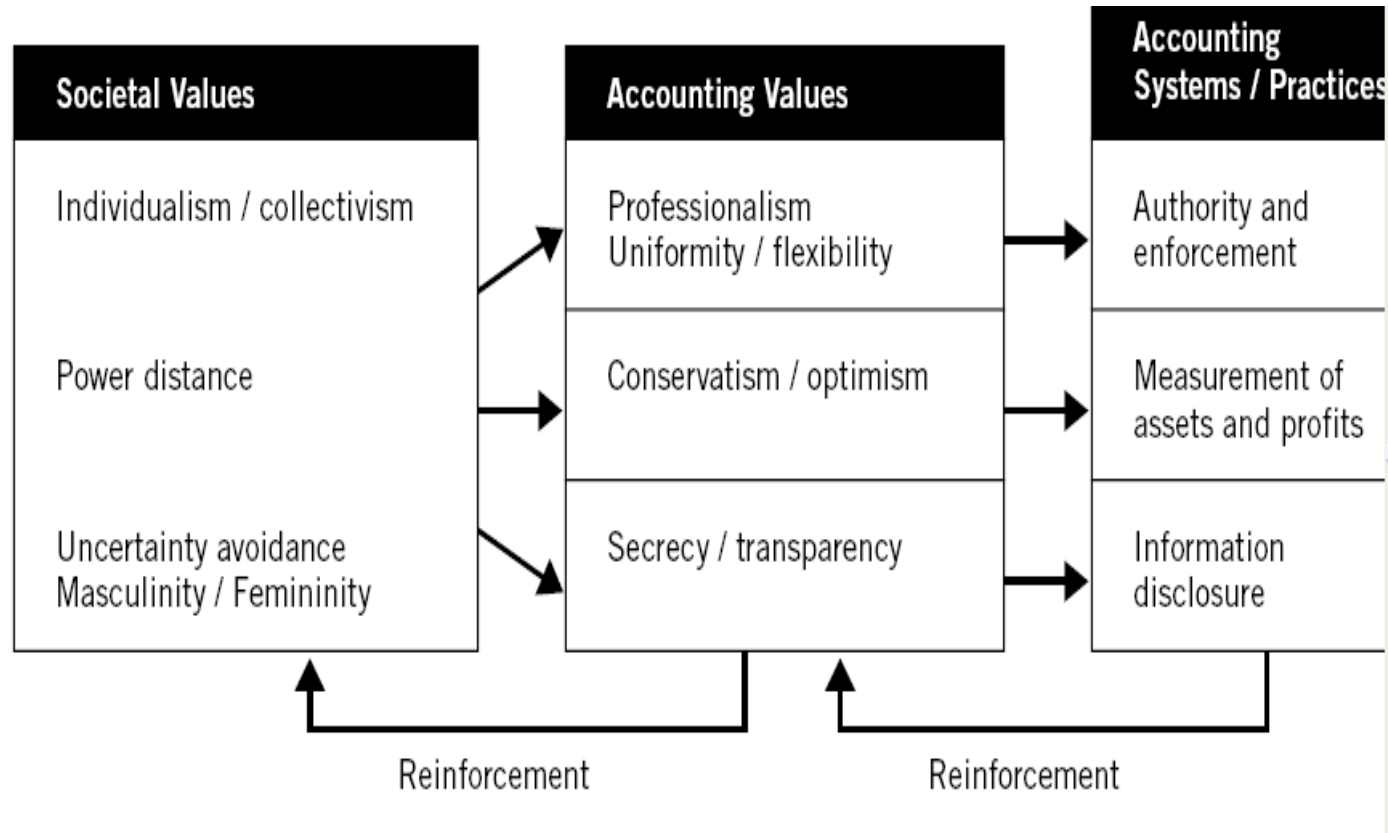 Societal Values
Individualism / collectivism
Power distance
Uncertainty avoidance
Masculinity / Femininity
Accounting Values
Professionalism
Uniformity / flexibility
Conservatism / optimism
Secrecy / transparency
Accounting
Systems / Practices
Authority and
enforcement
Measurement of
assets and profits
Information
disclosure
Reinforcement
Reinforcement